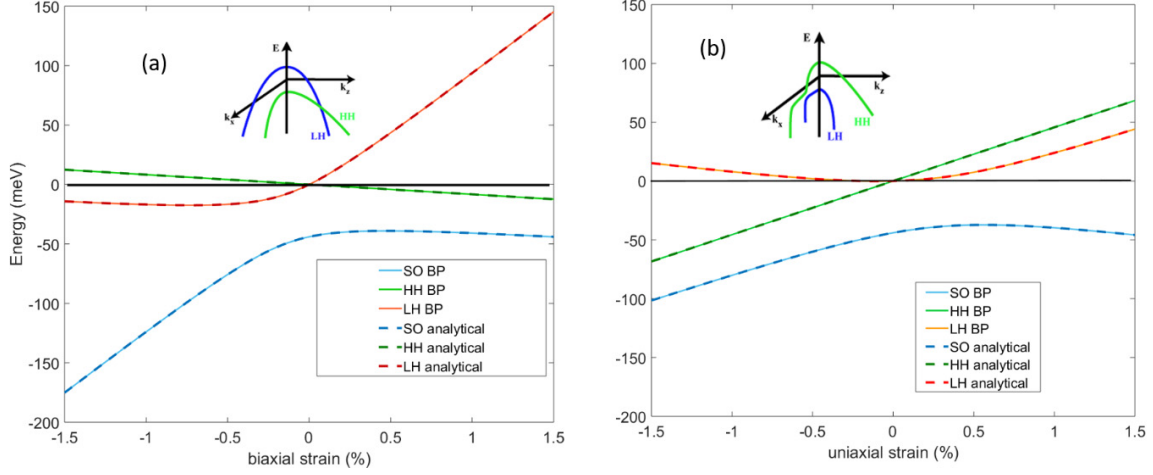 (a)
E
k_z
k_x
HH
LH
150
100
50
0
-50
-100
-150
-200
Energy (meV)
-1.5
-1
-0.5
0
0.5
1
1.5
biaxial strain (%)
SO BP
HH BP
LH BP
SO analytical
HH analytical
LH analytical
(b)
E
k_z
k_x
HH
LH
150
100
50
0
-50
-100
-150
-200
-1.5
-1
-0.5
0
0.5
1
1.5
uniaxial strain (%)
SO BP
HH BP
LH BP
SO analytical
HH analytical
LH analytical